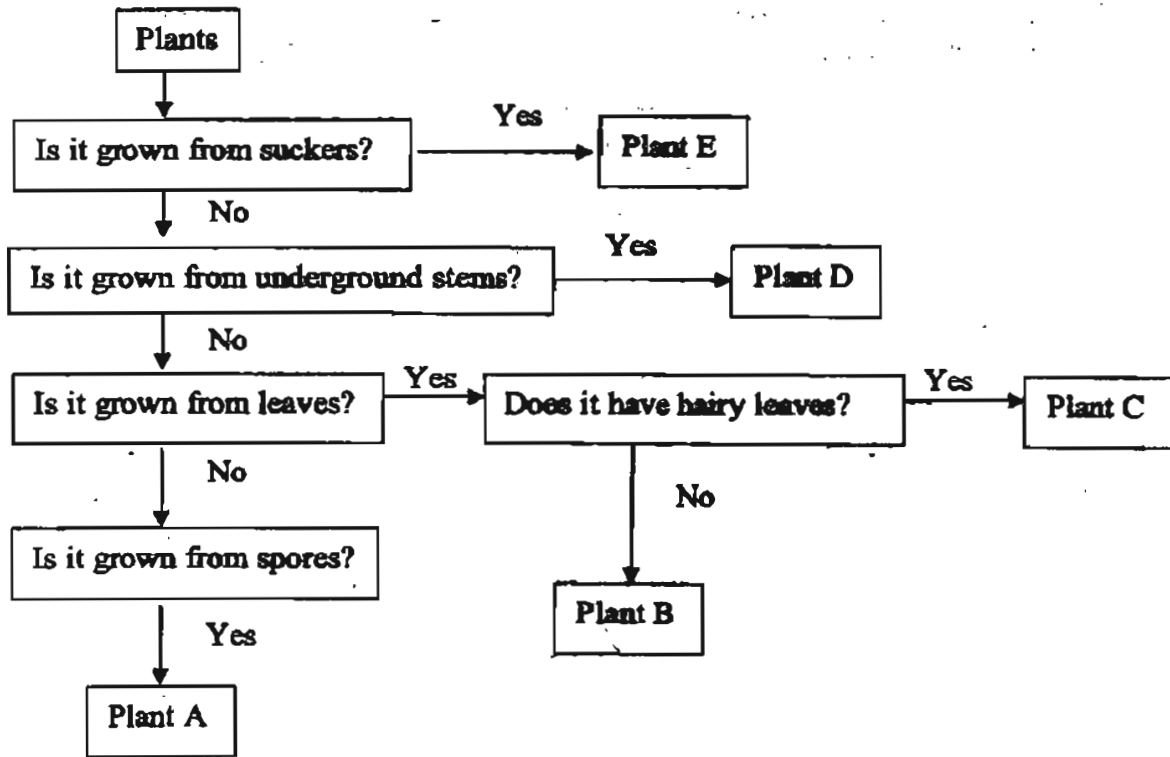 Plants
Is it grown from suckers?
Yes
Plant E
No
Is it grown from underground stems?
Yes
Plant D
No
Is it grown from leaves?
Yes
Does it have hairy leaves?
Yes
Plant C
No
No
Is it grown from spores?
Plant B
Yes
Plant A